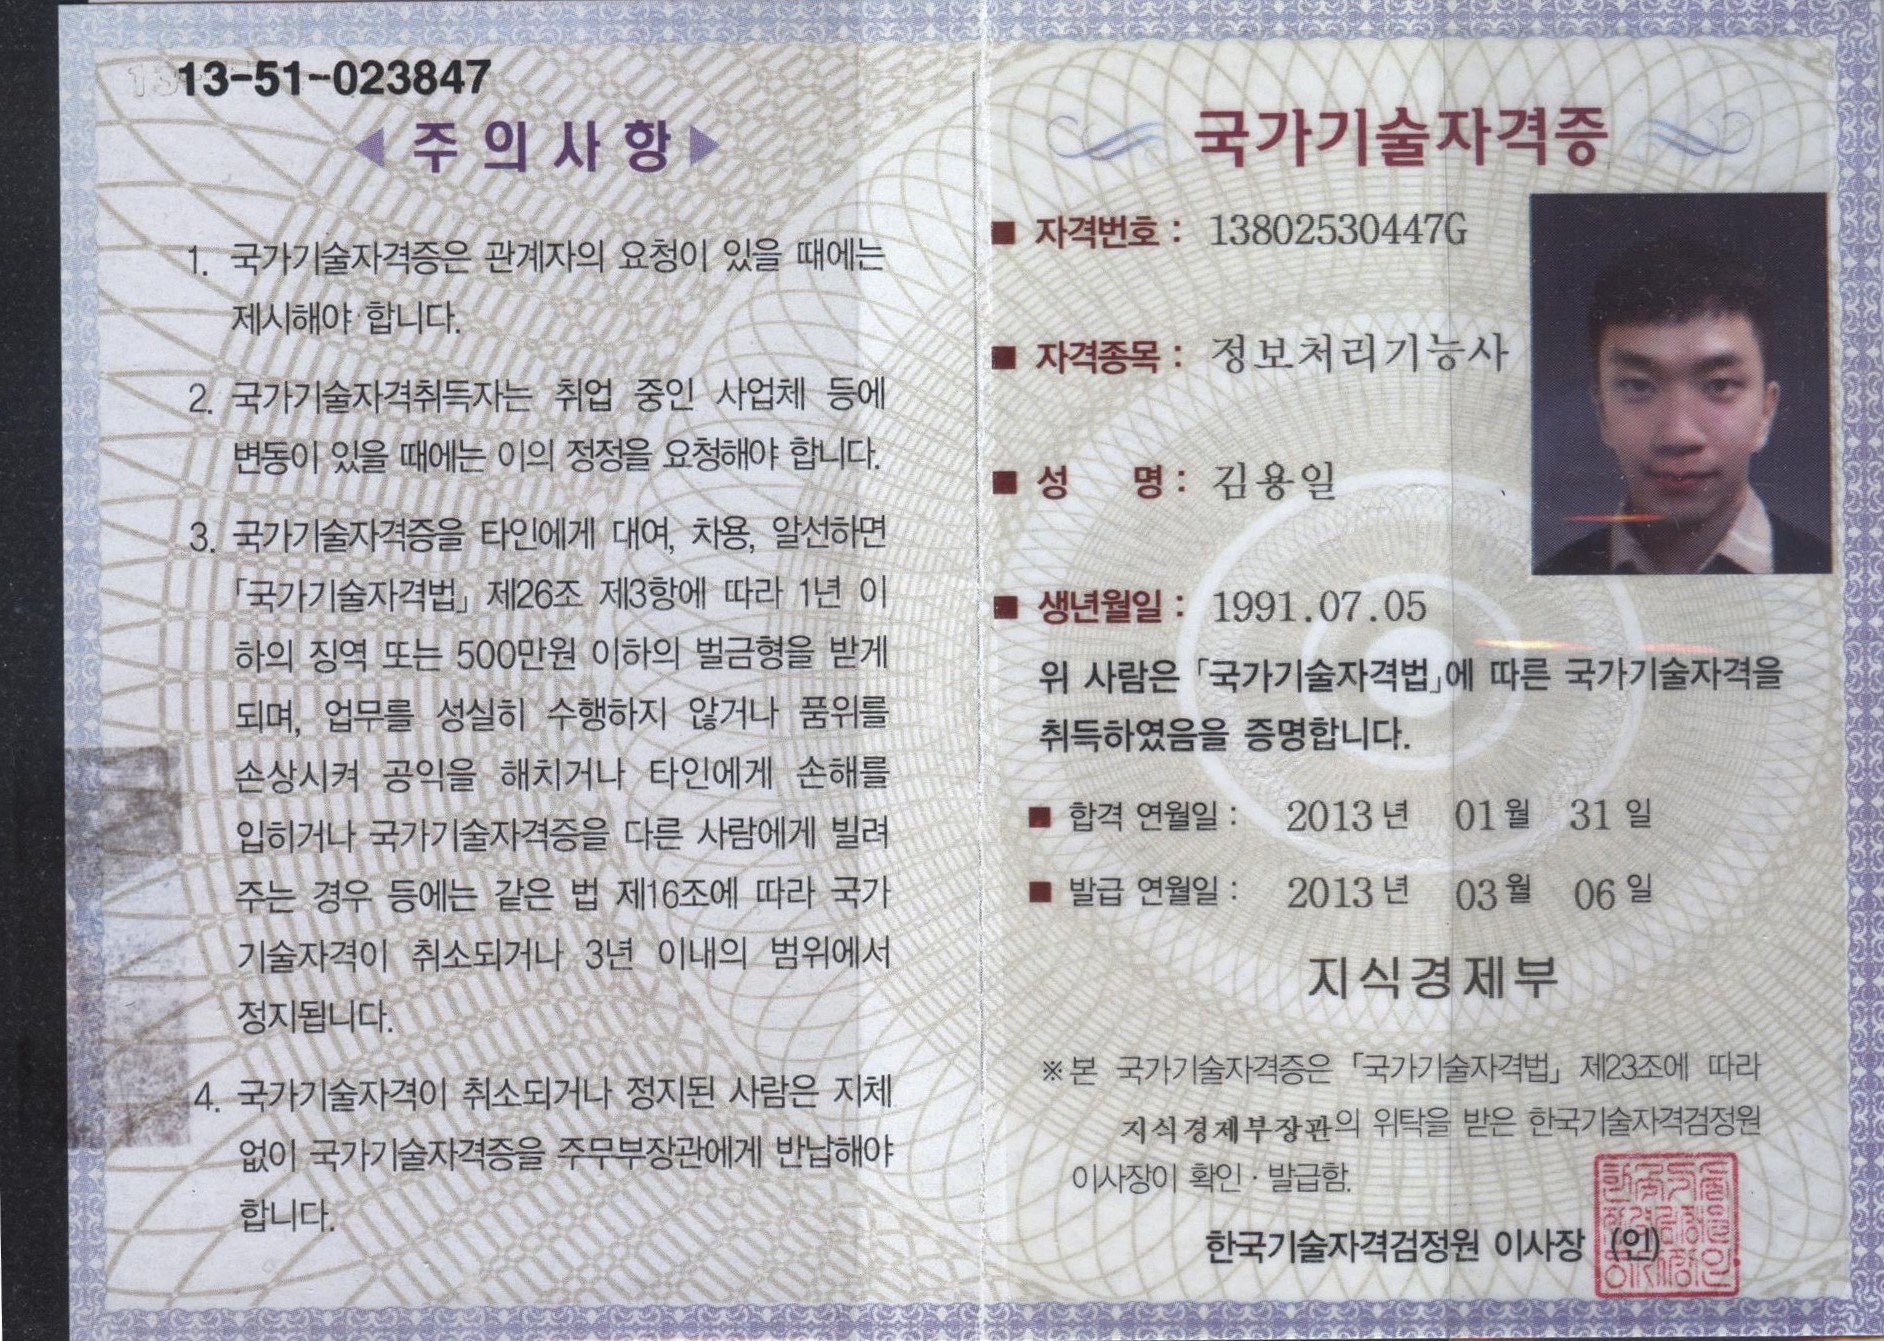 13-51-023847
◀ 주의사항 ▶
1. 국가기술자격증은 관계자의 요청이 있을 때에는
제시해야 합니다.
2. 국가기술자격취득자는 취업 중인 사업체 등에
변동이 있을 때에는 이의 정정을 요청해야 합니다.
3. 국가기술자격증을 타인에게 대여, 차용, 알선하면
「국가기술자격법」 제26조 제3항에 따라 1년 이
하의 징역 또는 500만원 이하의 벌금형을 받게
되며, 업무를 성실히 수행하지 않거나 품위를
손상시켜 공익을 해치거나 타인에게 손해를
입히거나 국가기술자격증을 다른 사람에게 빌려
주는 경우 등에는 같은 법 제16조에 따라 국가
기술자격이 취소되거나 3년 이내의 범위에서
정지됩니다.
4. 국가기술자격이 취소되거나 정지된 사람은 지체
없이 국가기술자격증을 주무부장관에게 반납해야
합니다.
국가기술자격증
■ 자격번호 : 13802530447G
■ 자격종목 : 정보처리기능사
■ 성 명 : 김용일
■ 생년월일 : 1991.07.05
위 사람은 「국가기술자격법」에 따른 국가기술자격을
취득하였음을 증명합니다.
■ 합격 연월일 : 2013 년 01 월 31 일
■ 발급 연월일 : 2013 년 03 월 06 일
지식경제부
※ 본 국가기술자격증은 「국가기술자격법」 제23조에 따라
지식경제부장관의 위탁을 받은 한국기술자격검정원
이사장이 확인 · 발급함.
한국기술자격검정원 이사장 (인)